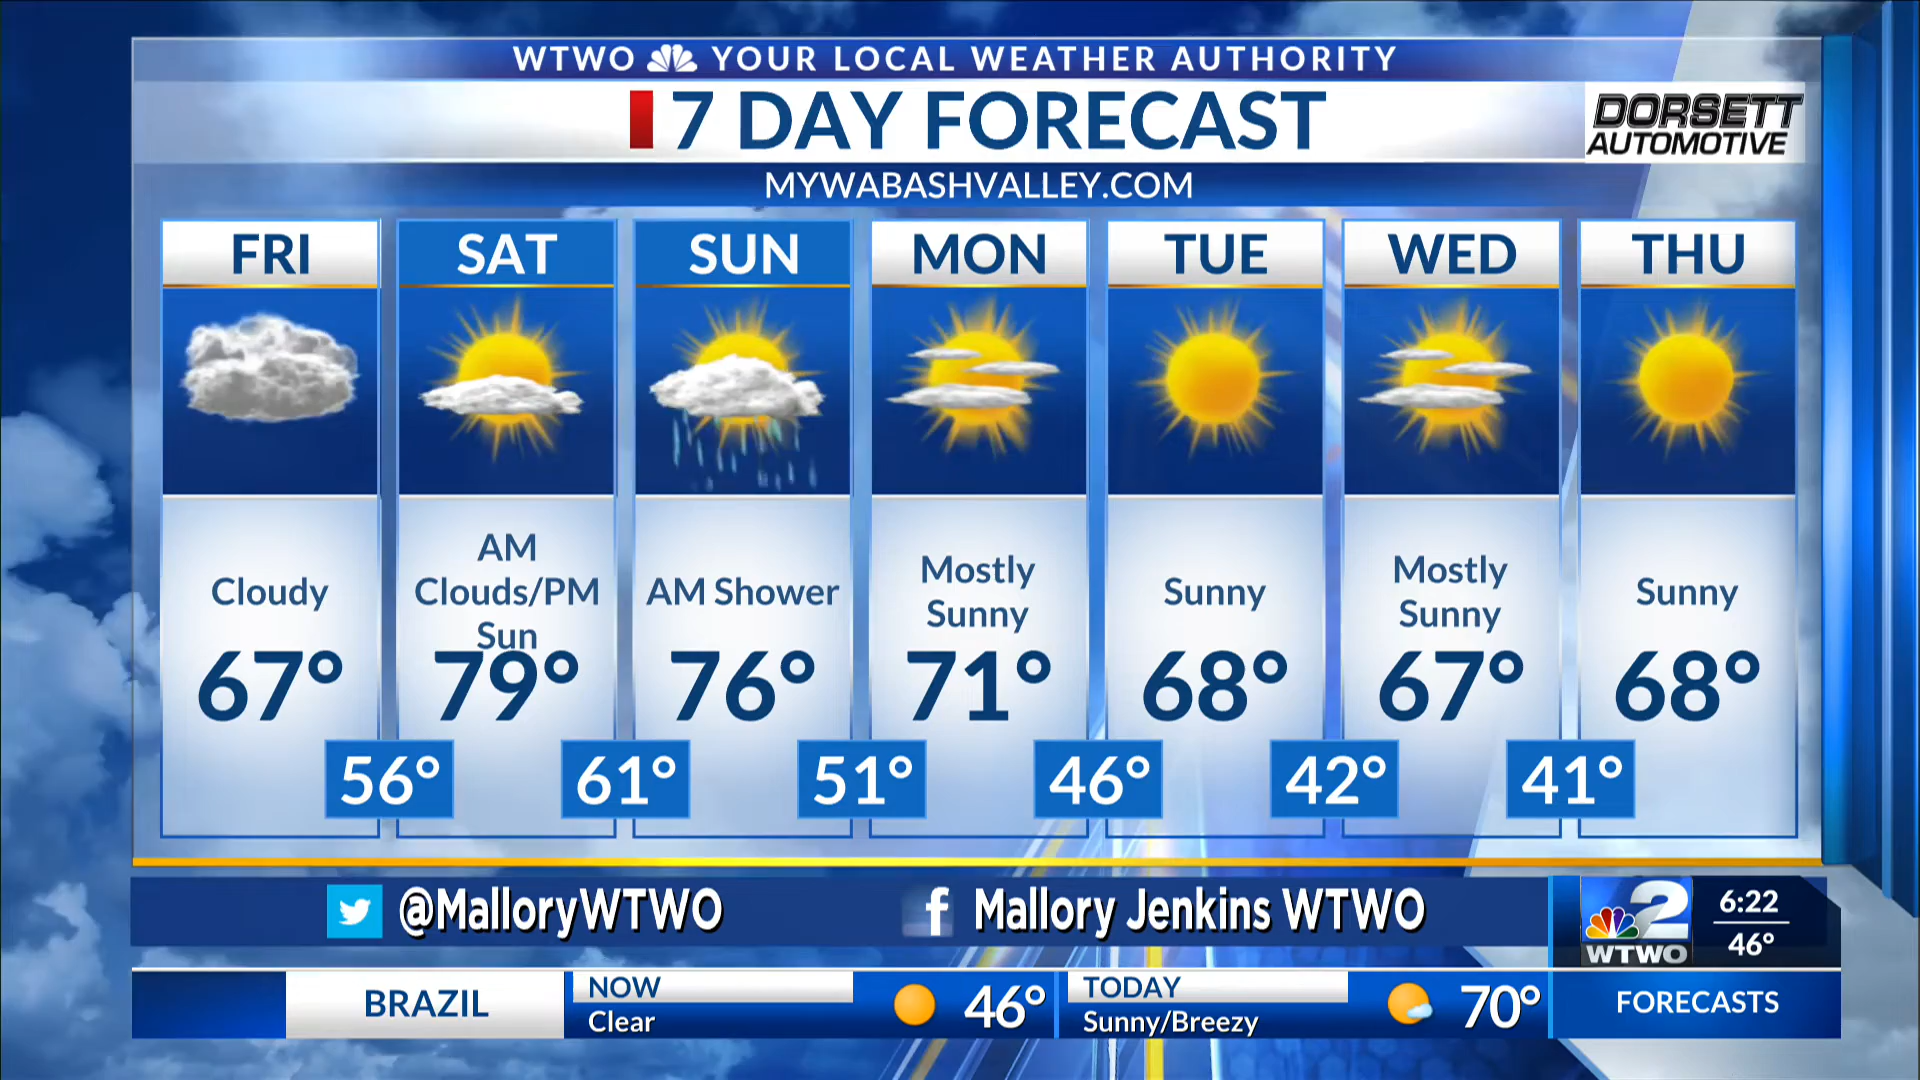 WTWO YOUR LOCAL WEATHER AUTHORITY
7 DAY FORECAST
DORSETT
AUTOMOTIVE
MYWABASHVALLEY.COM
FRI
SAT
SUN
MON
TUE
WED
THU
Cloudy
AM
Clouds/PM
Sun
AM Shower
Mostly
Sunny
Sunny
Mostly
Sunny
Sunny
67°
79°
76°
71°
68°
67°
68°
56°
61°
51°
46°
42°
41°
@MalloryWTWO
f Mallory Jenkins WTWO
2
WTWO
6:22
46°
BRAZIL
NOW
Clear
46°
TODAY
Sunny/Breezy
70°
FORECASTS